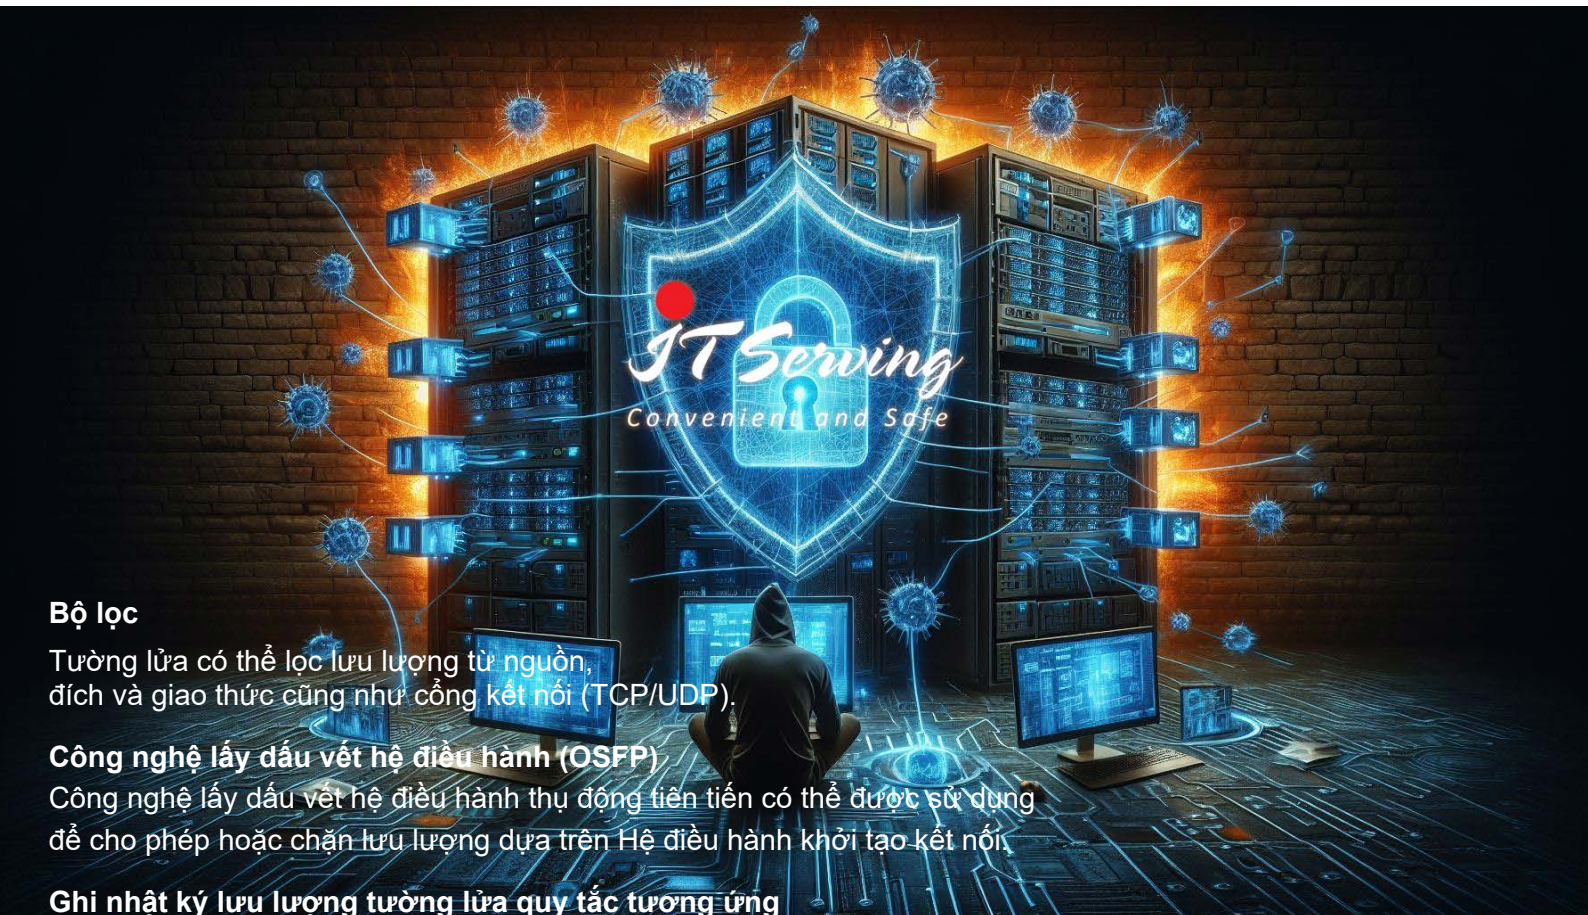 IT Serving
Convenient and Safe
Bộ lọc
Tường lửa có thể lọc lưu lượng từ nguồn,
đích và giao thức cũng như cổng kết nối (TCP/UDP).
Công nghệ lấy dấu vết hệ điều hành (OSFP)
Công nghệ lấy dấu vết hệ điều hành thụ động tiên tiến có thể được sử dụng
để cho phép hoặc chặn lưu lượng dựa trên Hệ điều hành khởi tạo kết nối.
Ghi nhật ký lưu lượng tường lửa quy tắc tương ứng